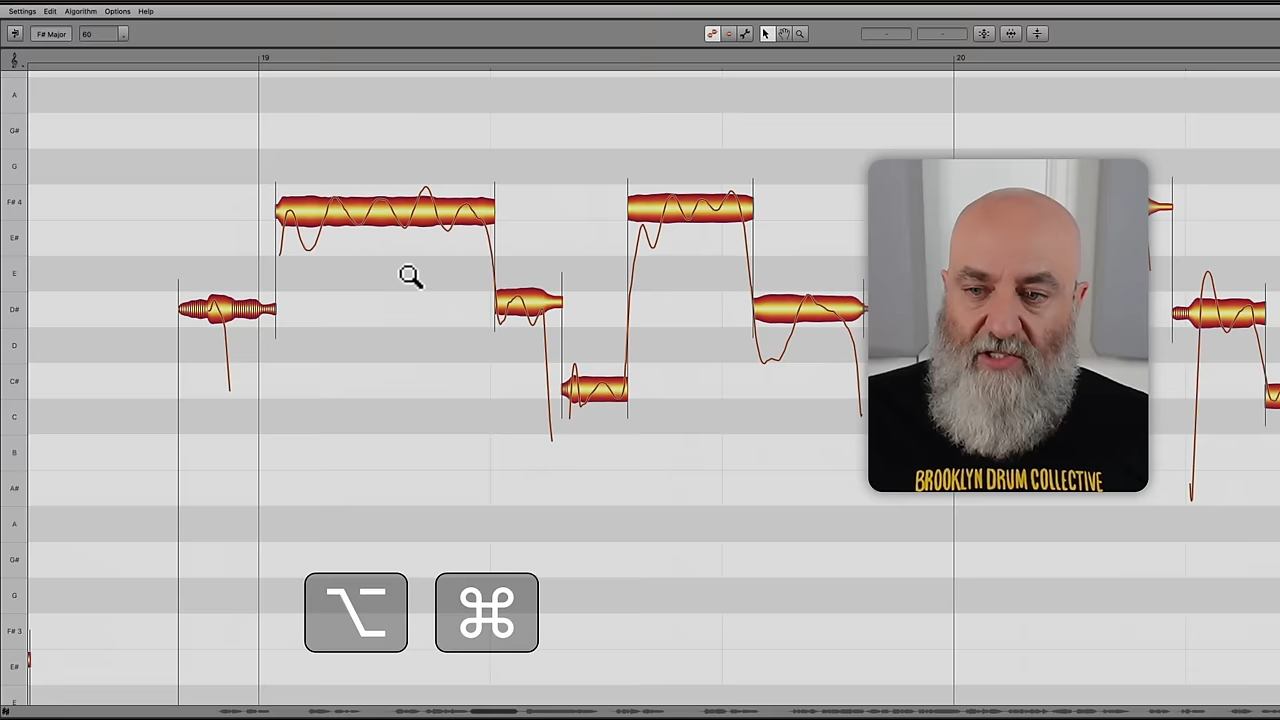 Settings Edit Algorithm Options Help
F# Major 60
19 20
A
G#
G
F# 4
E#
E
D#
D
C#
C
B
A#
A
G#
G
F# 3
E#
E
⌥ ⌘
BROOKLYN DRUM COLLECTIVE